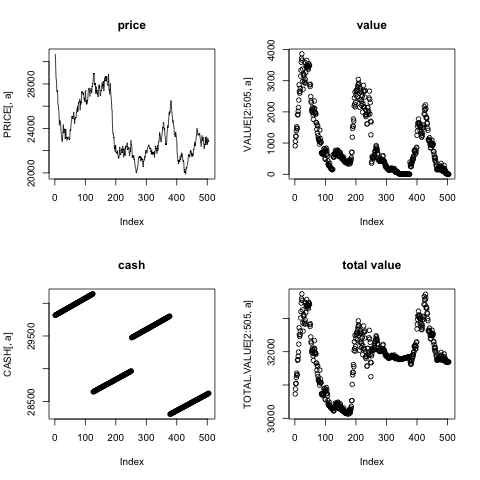 price
PRICE[, a]
20000 24000 28000
0 100 200 300 400 500
Index
value
VALUE[2:505, a]
0 1000 2000 3000 4000
0 100 200 300 400 500
Index
cash
CASH[, a]
28500 29500
0 100 200 300 400 500
Index
total value
TOTAL.VALUE[2:505, a]
30000 32000
0 100 200 300 400 500
Index